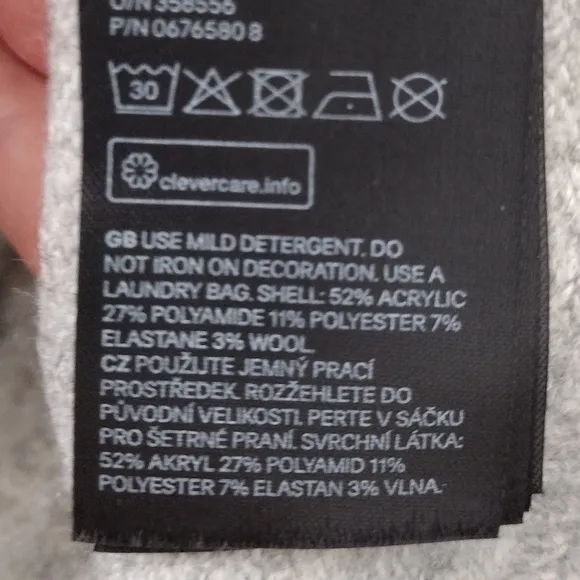 O/N 358556
P/N 0676580 8
30
clevercare.info
GB USE MILD DETERGENT. DO
NOT IRON ON DECORATION. USE A
LAUNDRY BAG. SHELL: 52% ACRYLIC
27% POLYAMIDE 11% POLYESTER 7%
ELASTANE 3% WOOL.
CZ POUŽIJTE JEMNÝ PRACÍ
PROSTŘEDEK. ROZŽEHLETE DO
PŮVODNÍ VELIKOSTI. PERTE V SÁČKU
PRO ŠETRNÉ PRANÍ. SVRCHNÍ LÁTKA:
52% AKRYL 27% POLYAMID 11%
POLYESTER 7% ELASTAN 3% VLNA.